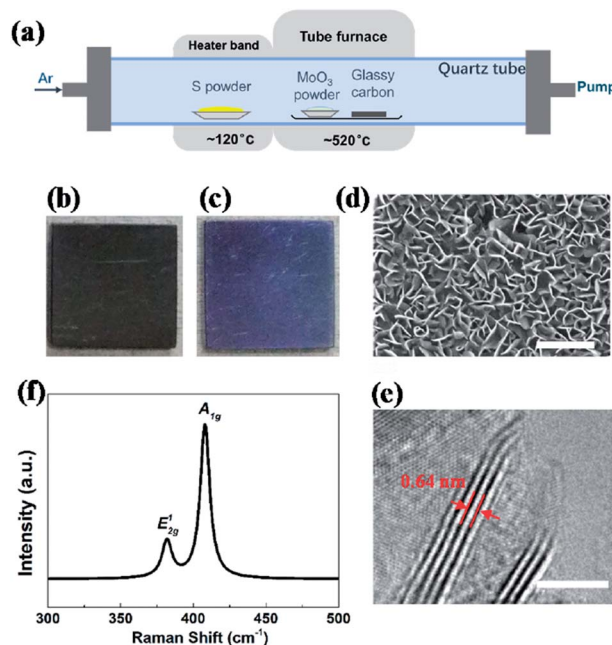 (a)
Heater band
Tube furnace
Ar
S powder
MoO₃
powder
Glassy
carbon
Quartz tube
Pump
~120°c
~520°c
(b)
(c)
(d)
(f)
A₁g
E¹₂g
Intensity (a.u.)
300 350 400 450 500
Raman Shift (cm⁻¹)
(e)
0.64 nm